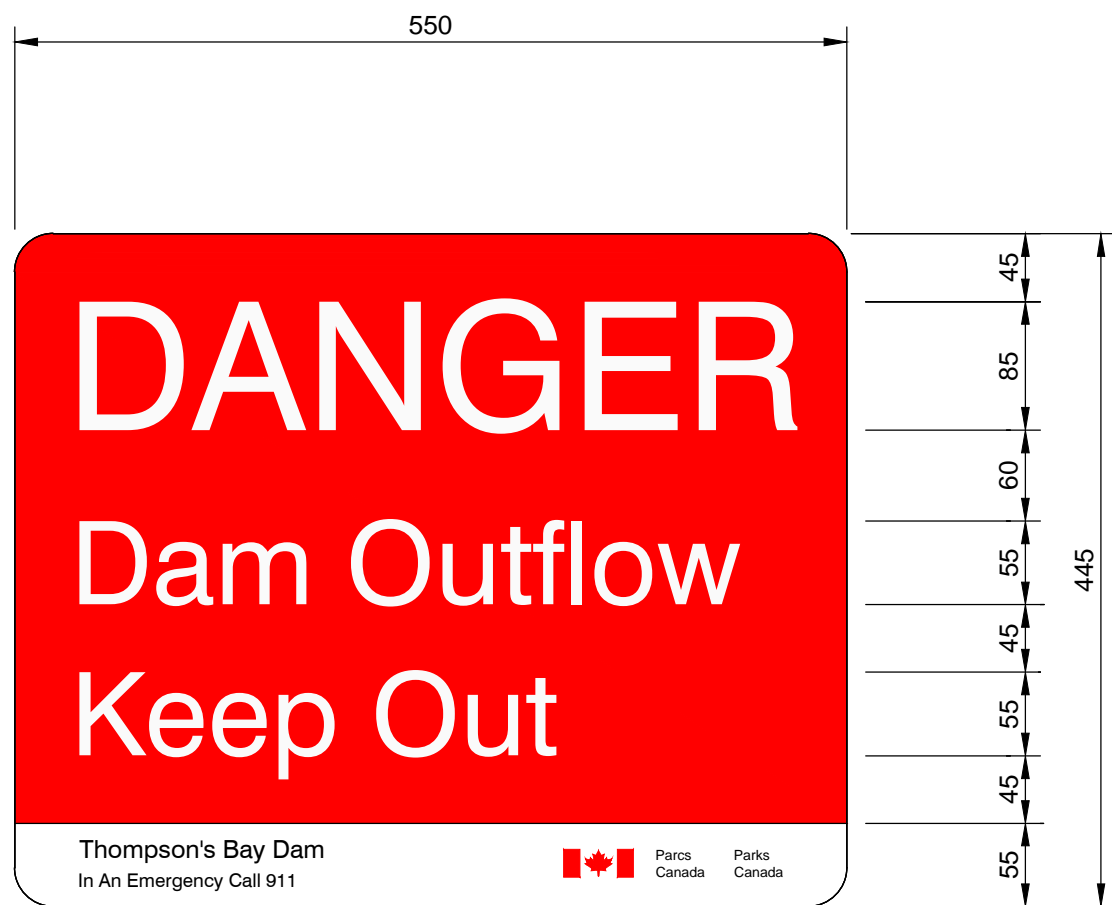 550
DANGER
Dam Outflow
Keep Out
Thompson's Bay Dam
In An Emergency Call 911
Parcs
Canada
Parks
Canada
45
85
60
55
45
55
45
55
445